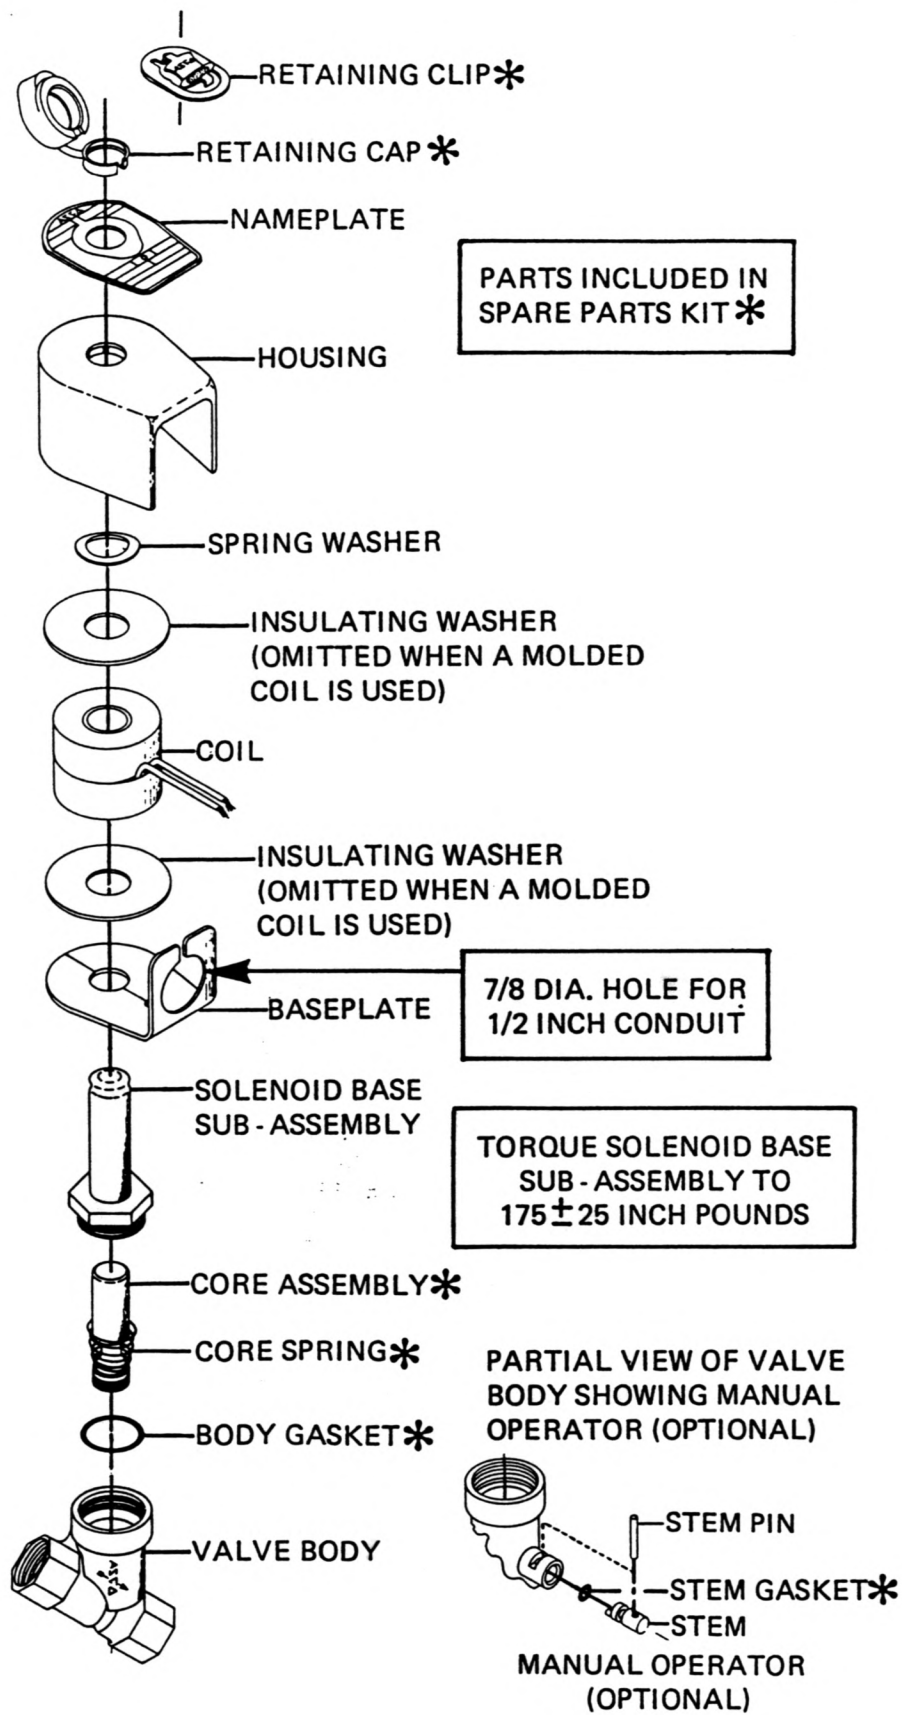 RETAINING CLIP*
RETAINING CAP*
NAMEPLATE
PARTS INCLUDED IN
SPARE PARTS KIT*
HOUSING
SPRING WASHER
INSULATING WASHER
(OMITTED WHEN A MOLDED
COIL IS USED)
COIL
INSULATING WASHER
(OMITTED WHEN A MOLDED
COIL IS USED)
7/8 DIA. HOLE FOR
1/2 INCH CONDUIT
BASEPLATE
SOLENOID BASE
SUB-ASSEMBLY
TORQUE SOLENOID BASE
SUB-ASSEMBLY TO
175±25 INCH POUNDS
CORE ASSEMBLY*
CORE SPRING*
BODY GASKET*
VALVE BODY
PARTIAL VIEW OF VALVE
BODY SHOWING MANUAL
OPERATOR (OPTIONAL)
STEM PIN
STEM GASKET*
STEM
MANUAL OPERATOR
(OPTIONAL)